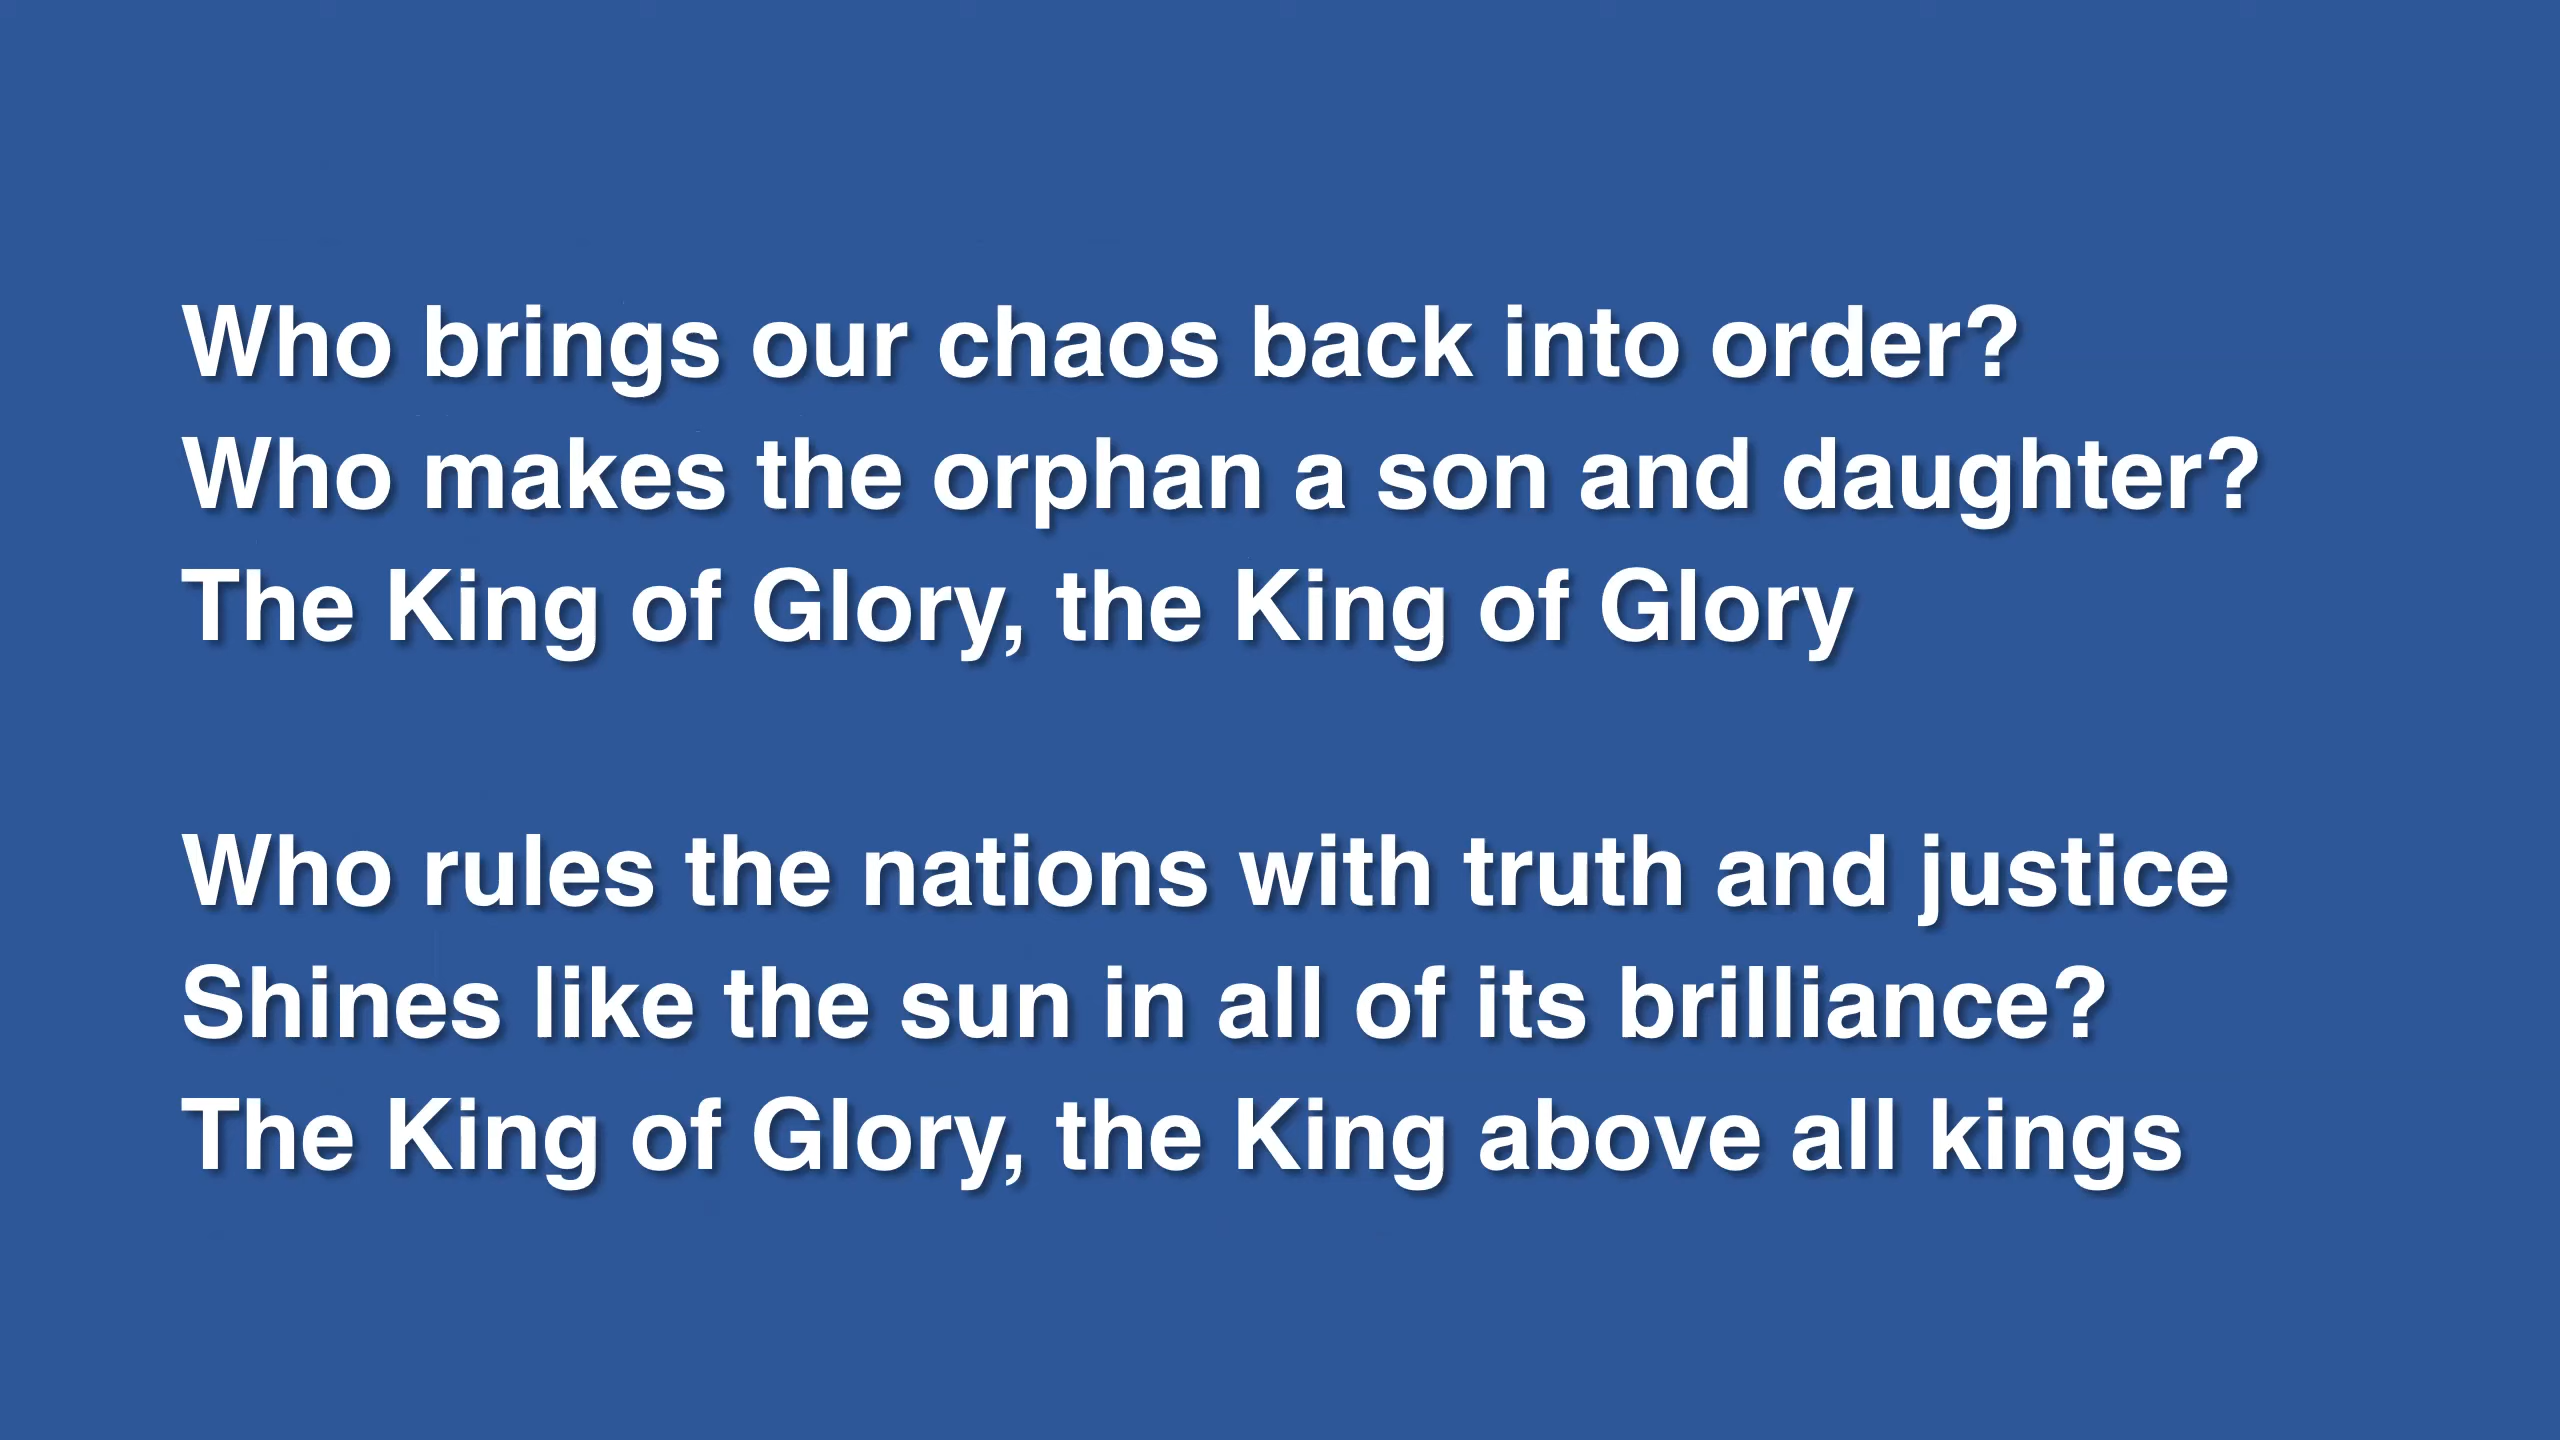 Who brings our chaos back into order?
Who makes the orphan a son and daughter?
The King of Glory, the King of Glory
Who rules the nations with truth and justice
Shines like the sun in all of its brilliance?
The King of Glory, the King above all kings